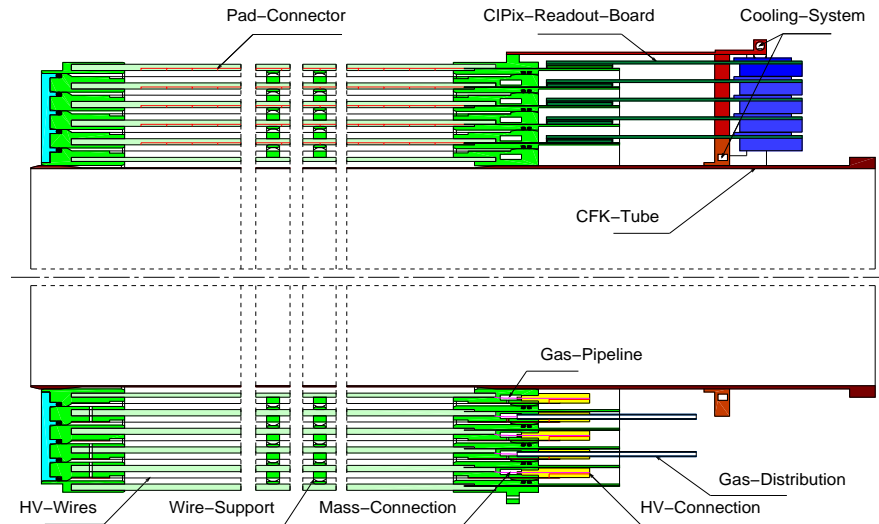 Pad−Connector
CIPix−Readout−Board
Cooling−System
CFK−Tube
Gas−Pipeline
Gas−Distribution
HV−Wires
Wire−Support
Mass−Connection
HV−Connection